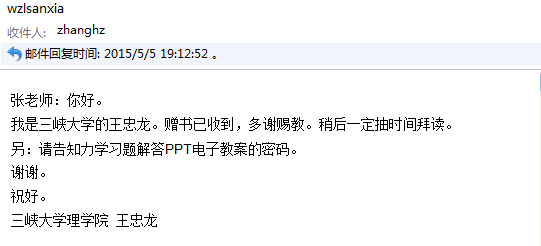 wzlsanxia
收件人： zhanghz
邮件回复时间: 2015/5/5 19:12:52 。
张老师：你好。
我是三峡大学的王忠龙。赠书已收到，多谢赐教。稍后一定抽时间拜读。
另：请告知力学习题解答PPT电子教案的密码。
谢谢。
祝好。
三峡大学理学院 王忠龙